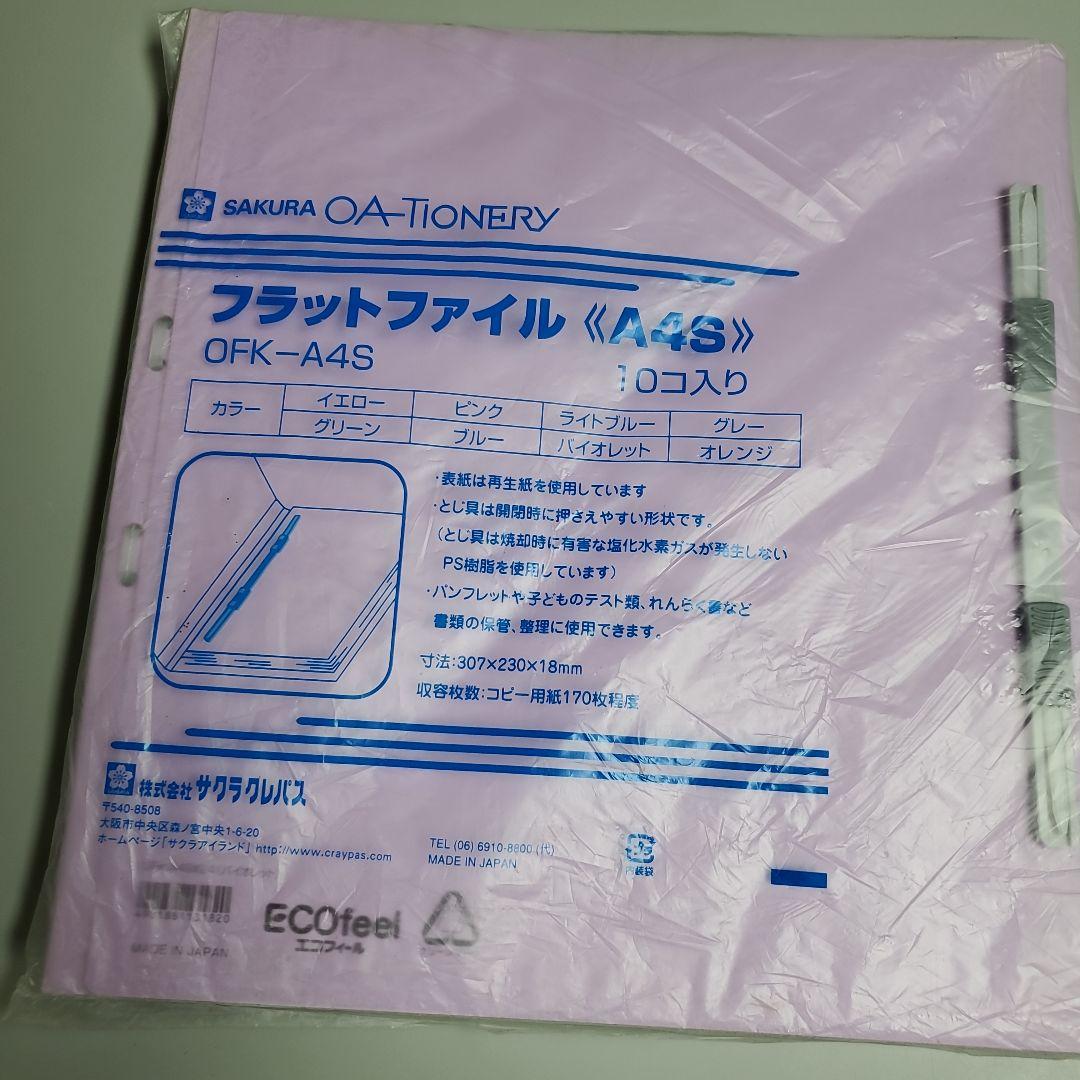 SAKURA OA-TIONERY
フラットファイル《A4S》
OFK-A4S
10コ入り
カラー イエロー ピンク ライトブルー グレー
グリーン ブルー バイオレット オレンジ
・表紙は再生紙を使用しています
・とじ具は開閉時に押さえやすい形状です。
(とじ具は焼却時に有害な塩化水素ガスが発生しない
PS樹脂を使用しています)
・パンフレットや子どものテスト類、れんらく書など
書類の保管、整理に使用できます。
寸法:307×230×18mm
収容枚数:コピー用紙170枚程度
株式会社サクラクレパス
〒540-8508
大阪市中央区森ノ宮中央1-6-20
ホームページ「サクラアイランド」 http://www.craypas.com
TEL (06) 6910-8800 (代)
MADE IN JAPAN
内装袋
バイオレット
MADE IN JAPAN
ECOfeel
エコフィール